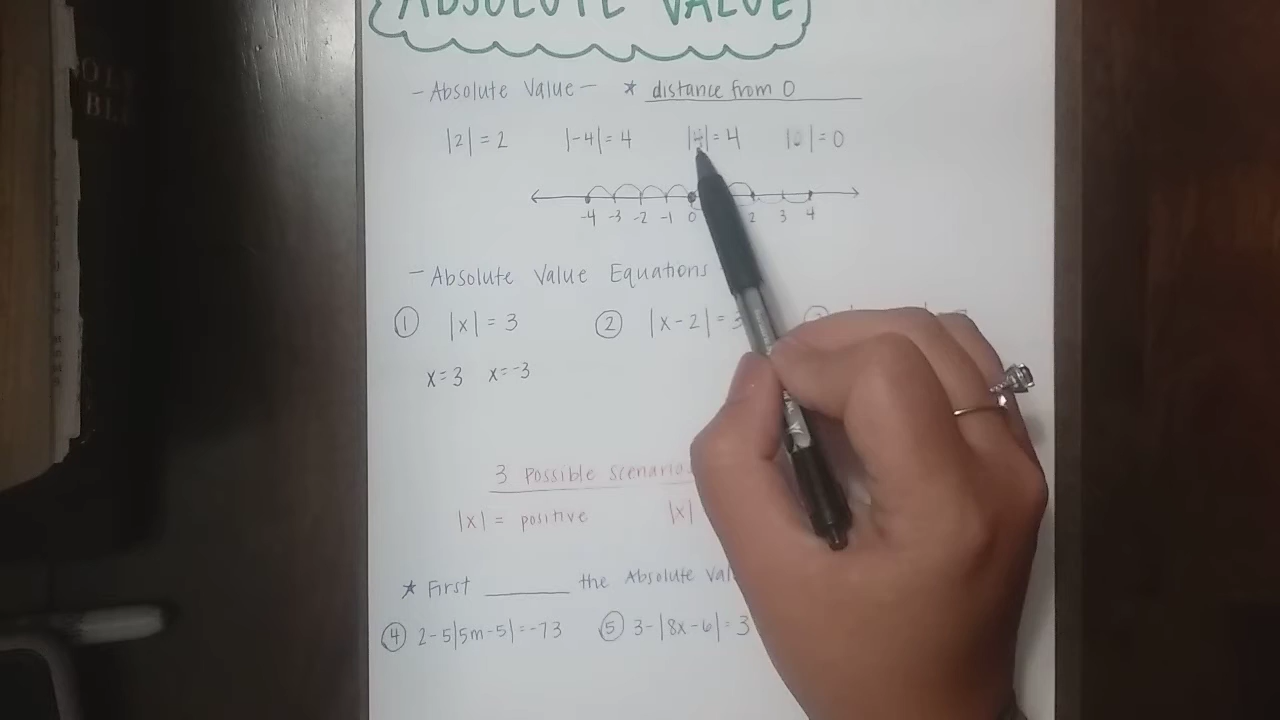 ABSOLUTE VALUE
- Absolute Value - * distance from 0
|2| = 2 |-4| = 4 |4| = 4 |0| = 0
-4 -3 -2 -1 0 2 3 4
- Absolute Value Equations
① |x| = 3 ② |x-2| = 3
x=3 x=-3
3 Possible Scenarios
|x| = positive |x|
* First ______ the Absolute
④ 2-5|5m-5|=-73 ⑤ 3-|8x-6|=3